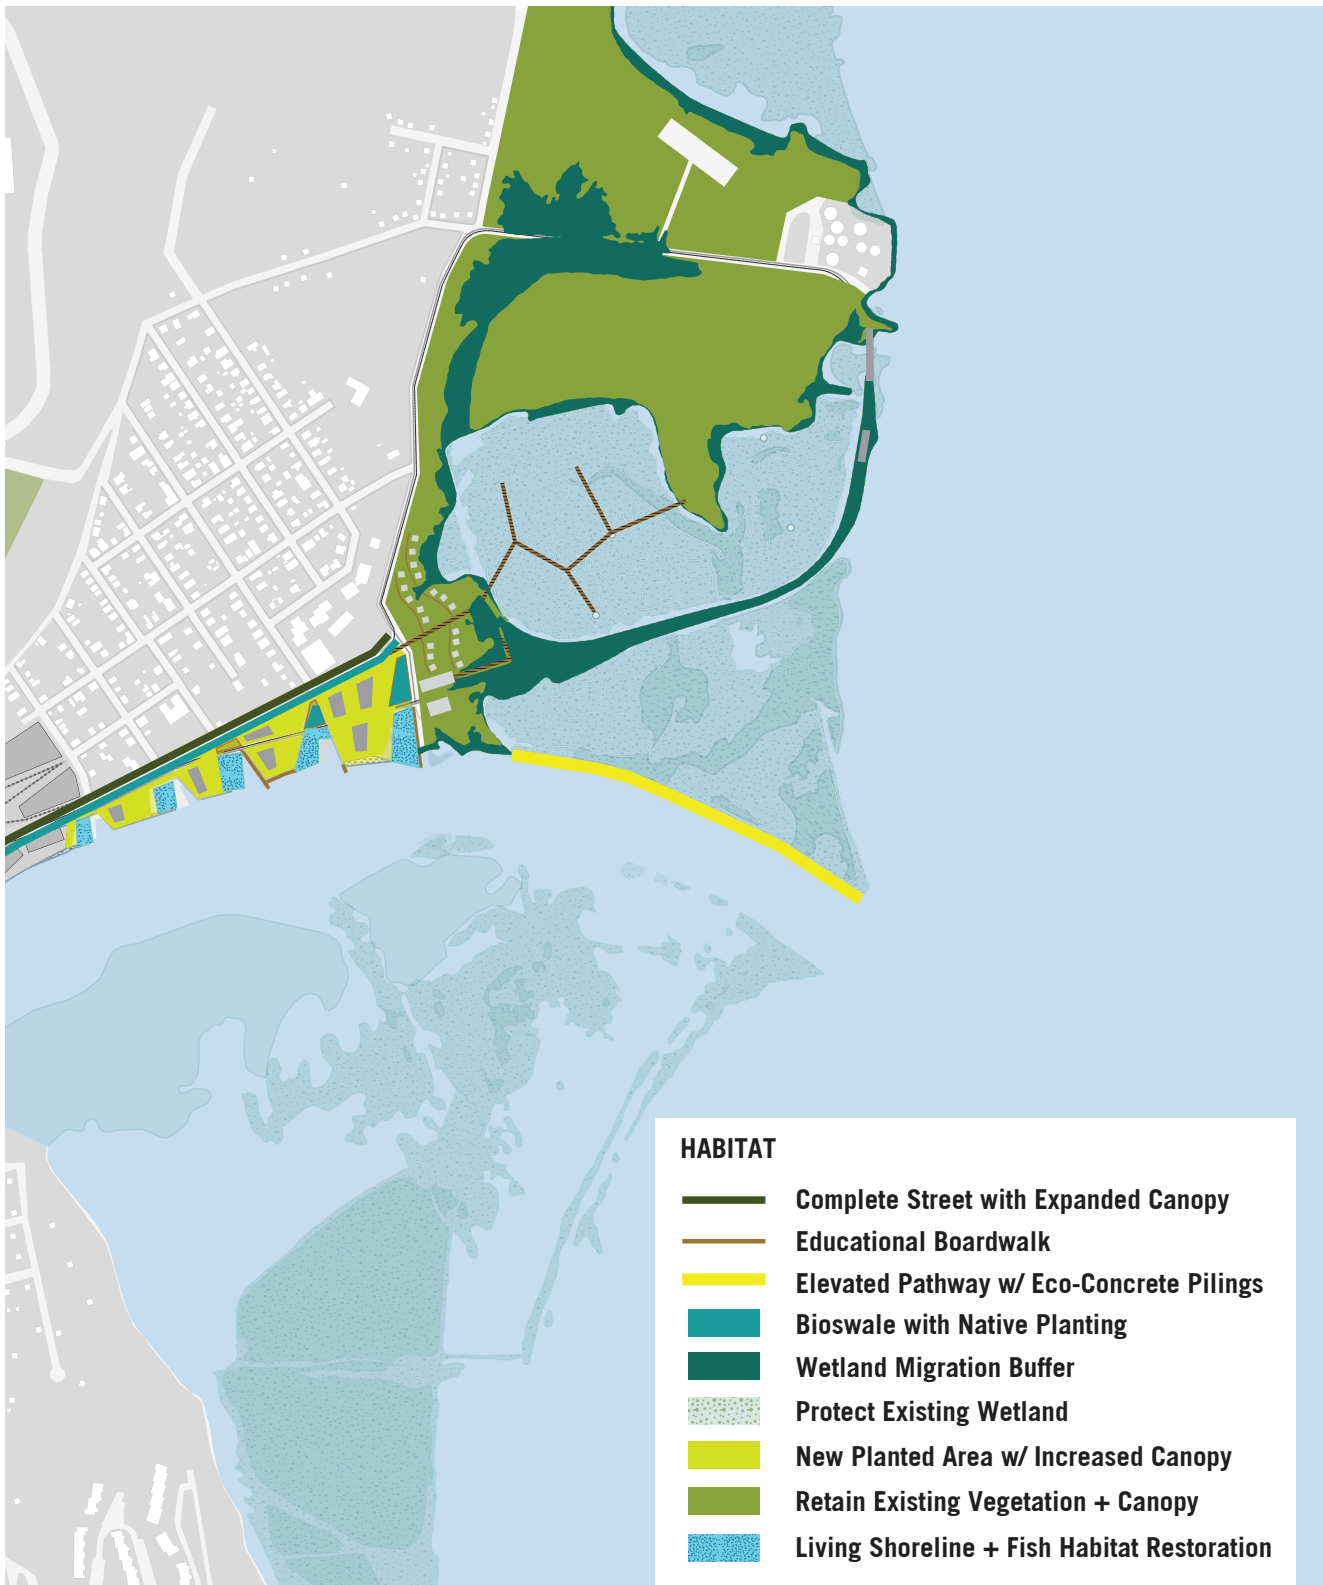 HABITAT
Complete Street with Expanded Canopy
Educational Boardwalk
Elevated Pathway w/ Eco-Concrete Pilings
Bioswale with Native Planting
Wetland Migration Buffer
Protect Existing Wetland
New Planted Area w/ Increased Canopy
Retain Existing Vegetation + Canopy
Living Shoreline + Fish Habitat Restoration